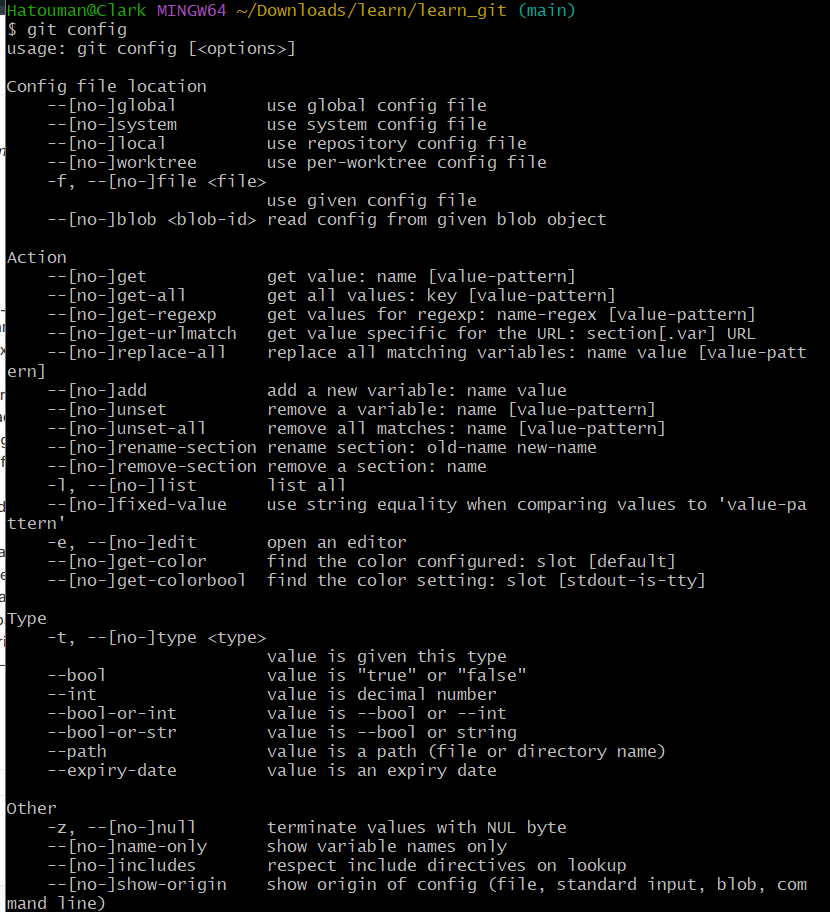 Hatouman@Clark MINGW64 ~/Downloads/learn/learn_git (main)
$ git config
usage: git config [<options>]

Config file location
    --[no-]global         use global config file
    --[no-]system         use system config file
    --[no-]local          use repository config file
    --[no-]worktree       use per-worktree config file
    -f, --[no-]file <file>
                          use given config file
    --[no-]blob <blob-id> read config from given blob object

Action
    --[no-]get            get value: name [value-pattern]
    --[no-]get-all        get all values: key [value-pattern]
    --[no-]get-regexp     get values for regexp: name-regex [value-pattern]
    --[no-]get-urlmatch   get value specific for the URL: section[.var] URL
    --[no-]replace-all    replace all matching variables: name value [value-patt
ern]
    --[no-]add            add a new variable: name value
    --[no-]unset          remove a variable: name [value-pattern]
    --[no-]unset-all      remove all matches: name [value-pattern]
    --[no-]rename-section rename section: old-name new-name
    --[no-]remove-section remove a section: name
    -l, --[no-]list       list all
    --[no-]fixed-value    use string equality when comparing values to 'value-pa
ttern'
    -e, --[no-]edit       open an editor
    --[no-]get-color      find the color configured: slot [default]
    --[no-]get-colorbool  find the color setting: slot [stdout-is-tty]

Type
    -t, --[no-]type <type>
                          value is given this type
    --bool                value is "true" or "false"
    --int                 value is decimal number
    --bool-or-int         value is --bool or --int
    --bool-or-str         value is --bool or string
    --path                value is a path (file or directory name)
    --expiry-date         value is an expiry date

Other
    -z, --[no-]null       terminate values with NUL byte
    --[no-]name-only      show variable names only
    --[no-]includes       respect include directives on lookup
    --[no-]show-origin    show origin of config (file, standard input, blob, com
mand line)